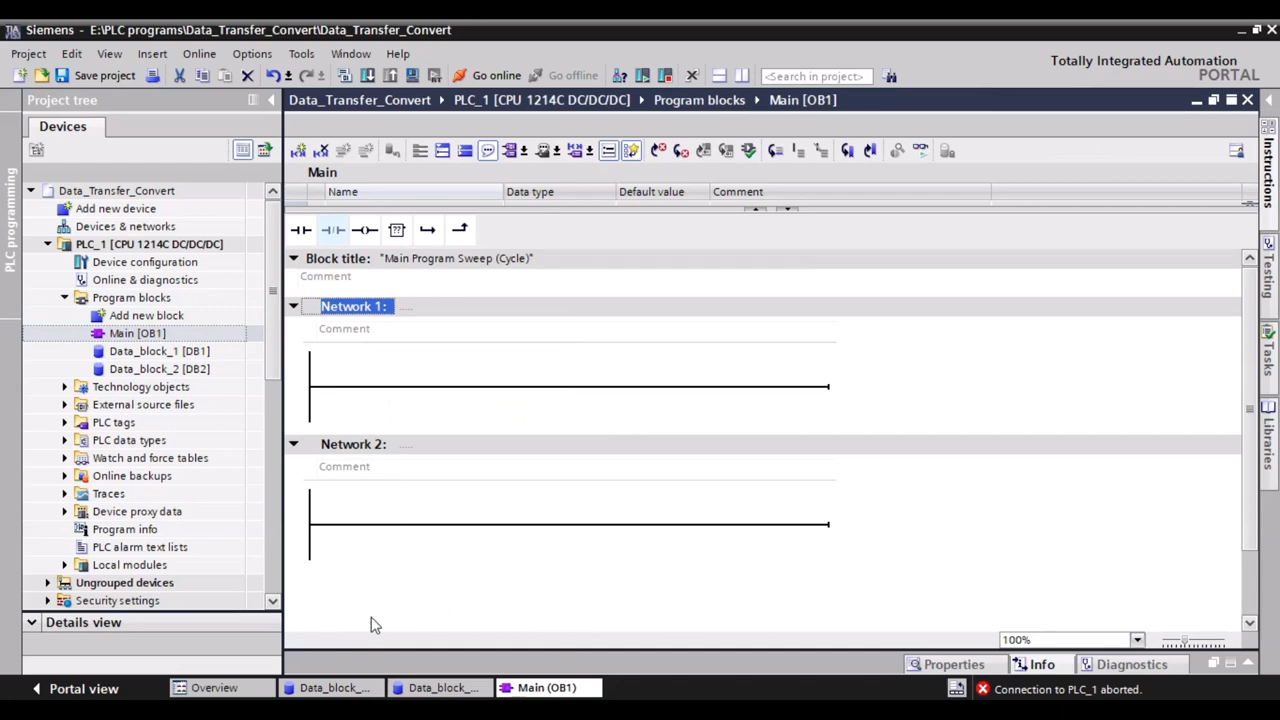 Siemens - E:\PLC programs\Data_Transfer_Convert\Data_Transfer_Convert
Project Edit View Insert Online Options Tools Window Help
Totally Integrated Automation
PORTAL
Save project Go online Go offline <Search in project>
Project tree
Data_Transfer_Convert PLC_1 [CPU 1214C DC/DC/DC] Program blocks Main [OB1]
Devices
PLC programming
Main
Name Data type Default value Comment
Data_Transfer_Convert
Add new device
Devices & networks
PLC_1 [CPU 1214C DC/DC/DC]
Device configuration
Online & diagnostics
Program blocks
Add new block
Main [OB1]
Data_block_1 [DB1]
Data_block_2 [DB2]
Technology objects
External source files
PLC tags
PLC data types
Watch and force tables
Online backups
Traces
Device proxy data
Program info
PLC alarm text lists
Local modules
Ungrouped devices
Security settings
Details view
??
Block title: "Main Program Sweep (Cycle)"
Comment
Network 1: .....
Comment
Network 2: .....
Comment
100%
Instructions
Testing
Tasks
Libraries
Properties Info Diagnostics
Portal view Overview Data_block_... Data_block_... Main (OB1) Connection to PLC_1 aborted.